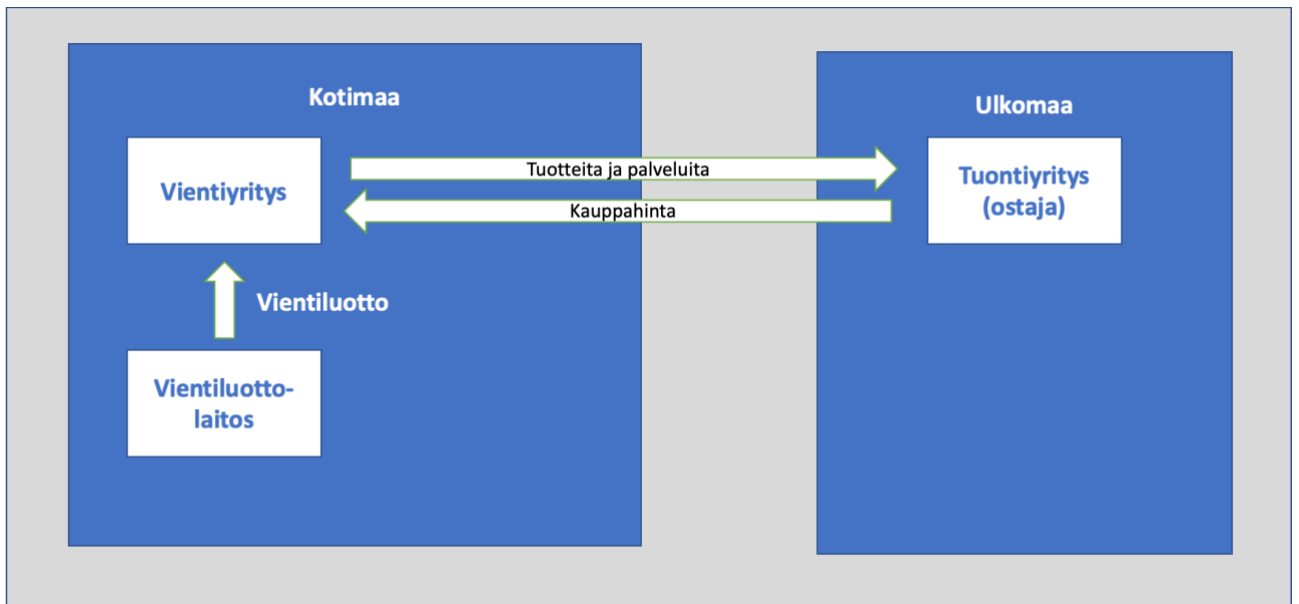 Kotimaa
Ulkomaa
Vientiyritys
Tuotteita ja palveluita
Kauppahinta
Tuontiyritys
(ostaja)
Vientiluotto
Vientiluotto-
laitos